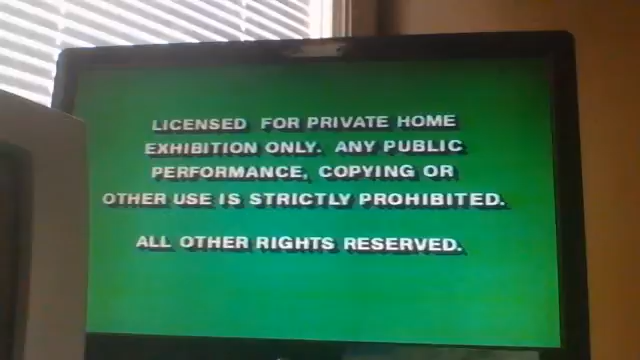 LICENSED FOR PRIVATE HOME
EXHIBITION ONLY. ANY PUBLIC
PERFORMANCE, COPYING OR
OTHER USE IS STRICTLY PROHIBITED.
ALL OTHER RIGHTS RESERVED.